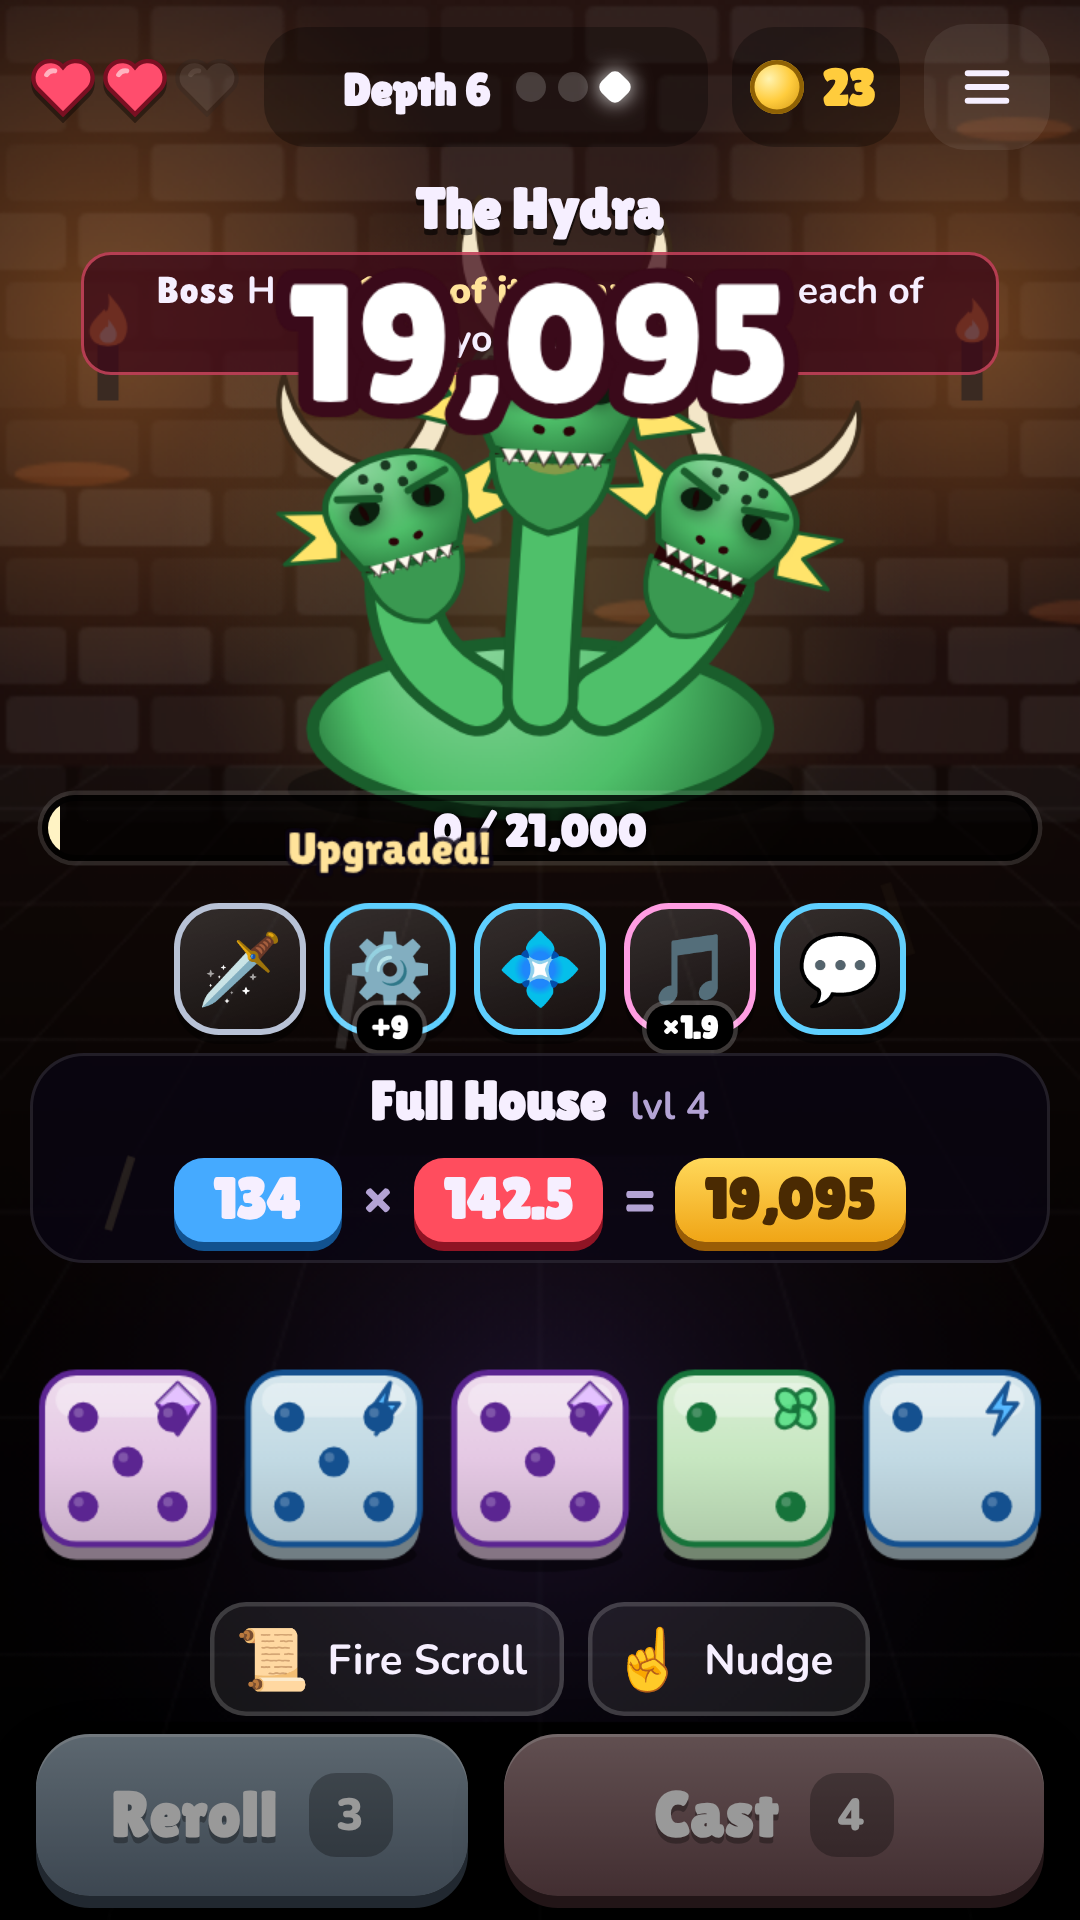 Depth 6
23
The Hydra
Boss of each of
19,095
0 / 21,000
Upgraded!
+9
×1.9
Full House lvl 4
134 × 142.5 = 19,095
Fire Scroll
Nudge
Reroll 3
Cast 4